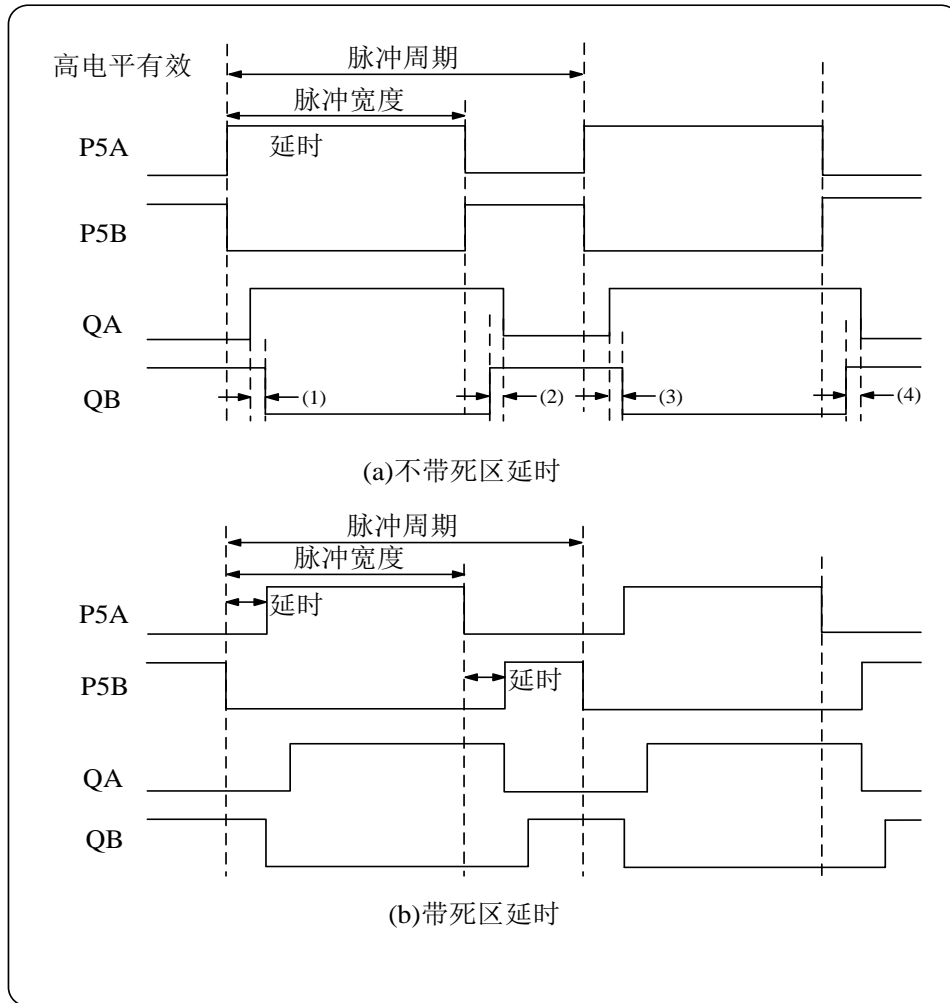 高电平有效
脉冲周期
脉冲宽度
P5A
延时
P5B
QA
QB
(1)
(2)
(3)
(4)
(a)不带死区延时
脉冲周期
脉冲宽度
P5A
延时
P5B
延时
QA
QB
(b)带死区延时